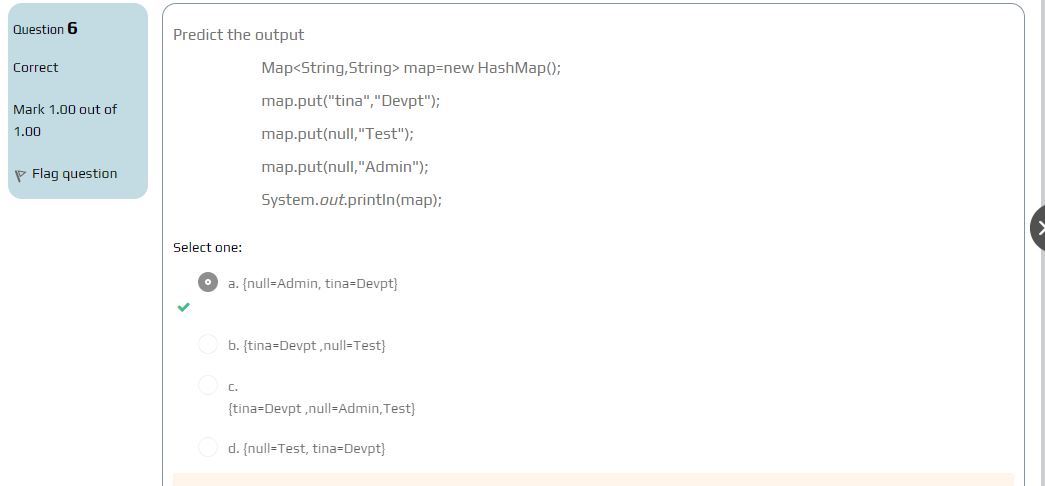 Question 6
Correct
Mark 1.00 out of
1.00
Flag question
Predict the output
Map<String,String> map=new HashMap();
map.put("tina","Devpt");
map.put(null,"Test");
map.put(null,"Admin");
System.out.println(map);
Select one:
a. {null=Admin, tina=Devpt}
b. {tina=Devpt ,null=Test}
c.
{tina=Devpt ,null=Admin,Test}
d. {null=Test, tina=Devpt}